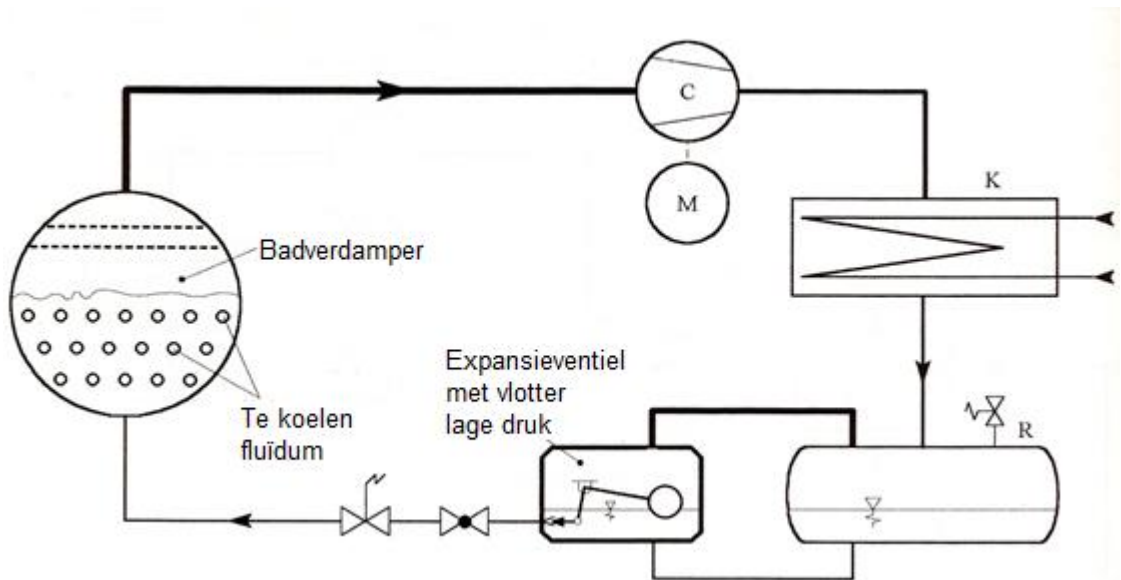 C
M
K
Badverdamper
Expansieventiel
met vlotter
lage druk
Te koelen
fluïdum
R